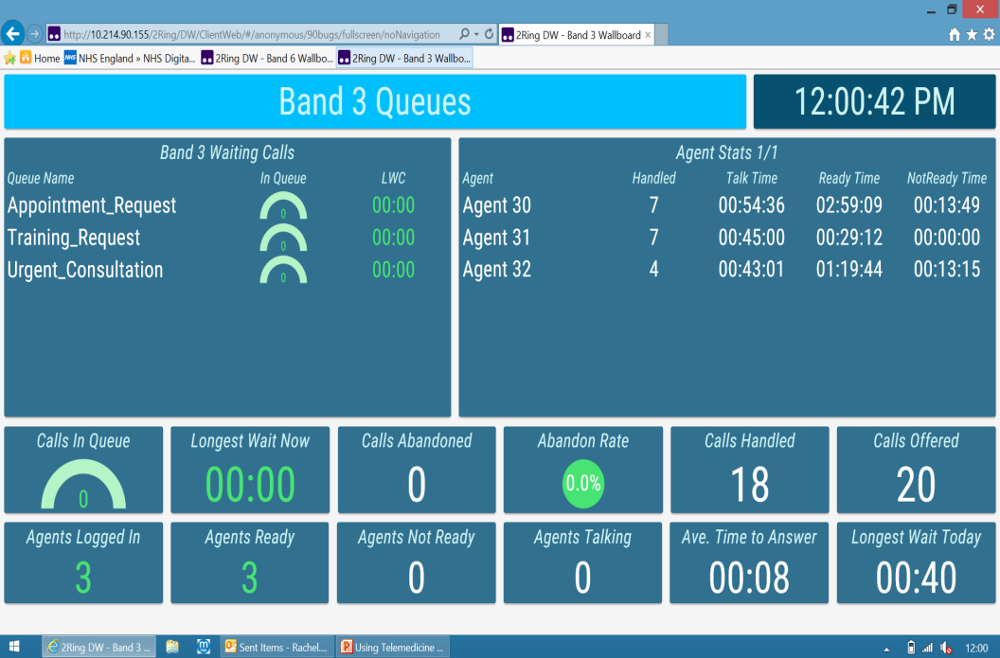 http://10.214.90.155/2Ring/DW/ClientWeb/#/anonymous/90bugs/fullscreen/noNavigation
2Ring DW - Band 3 Wallboard ×
Home NHS England » NHS Digita... 2Ring DW - Band 6 Wallbo... 2Ring DW - Band 3 Wallbo...
Band 3 Queues 12:00:42 PM
Band 3 Waiting Calls
Queue Name In Queue LWC
Appointment_Request 0 00:00
Training_Request 0 00:00
Urgent_Consultation 0 00:00
Agent Stats 1/1
Agent Handled Talk Time Ready Time NotReady Time
Agent 30 7 00:54:36 02:59:09 00:13:49
Agent 31 7 00:45:00 00:29:12 00:00:00
Agent 32 4 00:43:01 01:19:44 00:13:15
Calls In Queue Longest Wait Now Calls Abandoned Abandon Rate Calls Handled Calls Offered
0 00:00 0 0.0% 18 20
Agents Logged In Agents Ready Agents Not Ready Agents Talking Ave. Time to Answer Longest Wait Today
3 3 0 0 00:08 00:40
2Ring DW - Band 3 ... Sent Items - Rachel.... Using Telemedicine ... 12:00